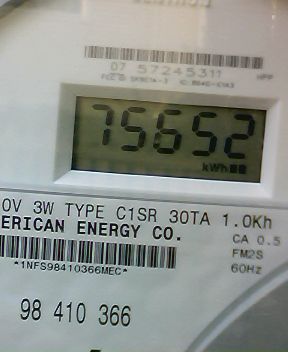 07 57245311 HPP
75652
kWh
0V 3W TYPE C1SR 30TA 1.0Kh
ERICAN ENERGY CO. CA 0.5
FM2S
*1NFS98410366MEC* 60Hz
98 410 366